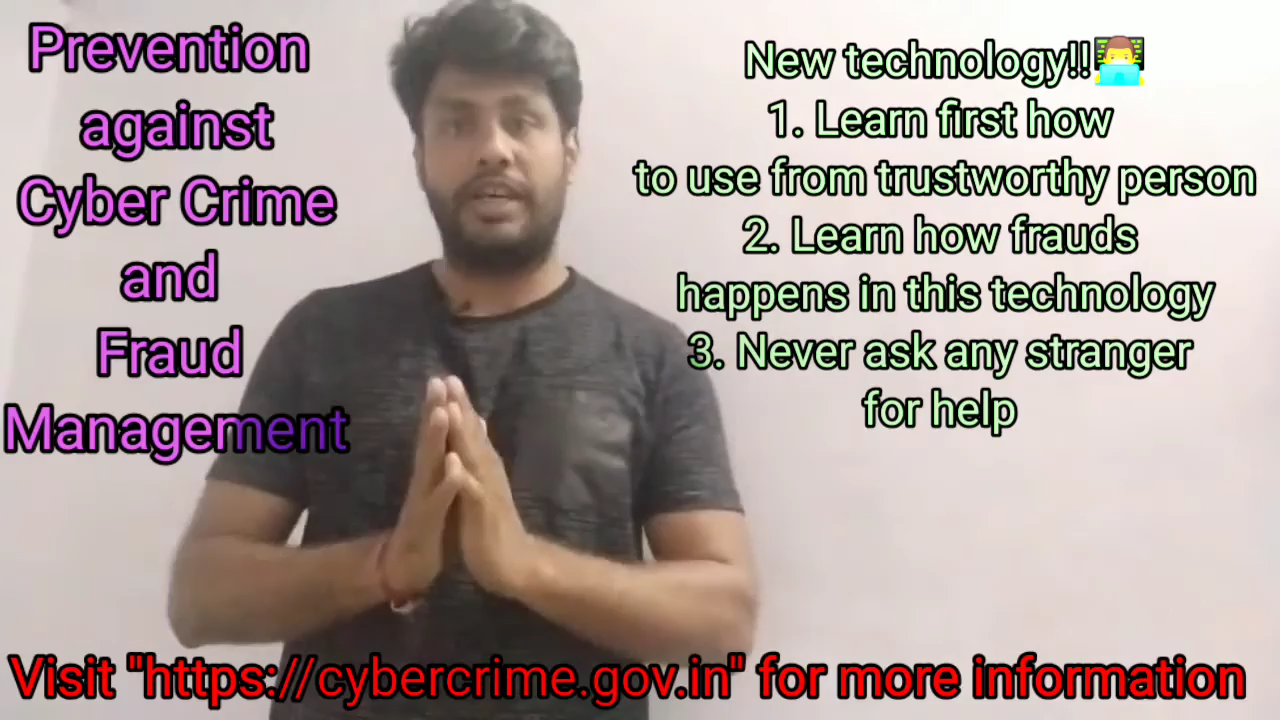 Prevention
against
Cyber Crime
and
Fraud
Management
New technology!!👨‍💻
1. Learn first how
to use from trustworthy person
2. Learn how frauds
happens in this technology
3. Never ask any stranger
for help
Visit "https://cybercrime.gov.in" for more information